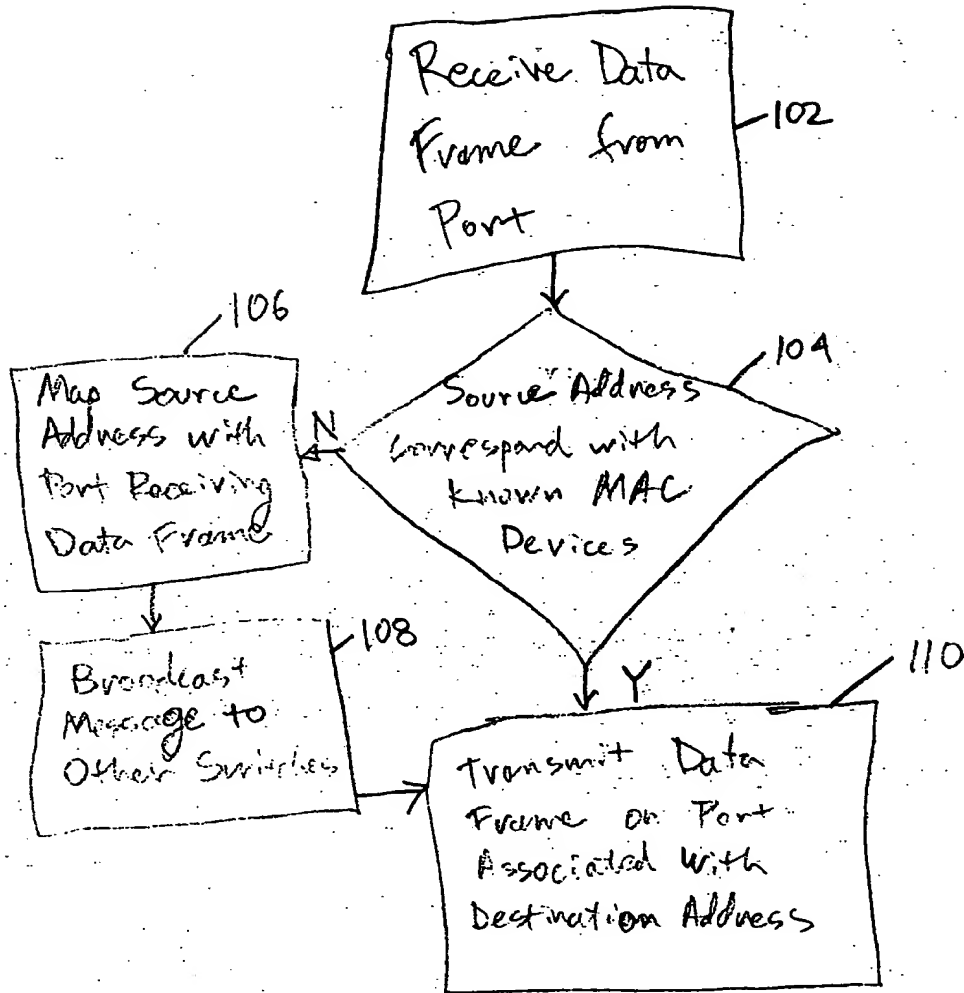 Receive Data
Frame from
Port
102
104
Source Address
correspond with
known MAC
Devices
N
Y
106
Map Source
Address with
Port Receiving
Data Frame
108
Broadcast
Message to
Other Switches
110
Transmit Data
Frame on Port
Associated with
Destination Address